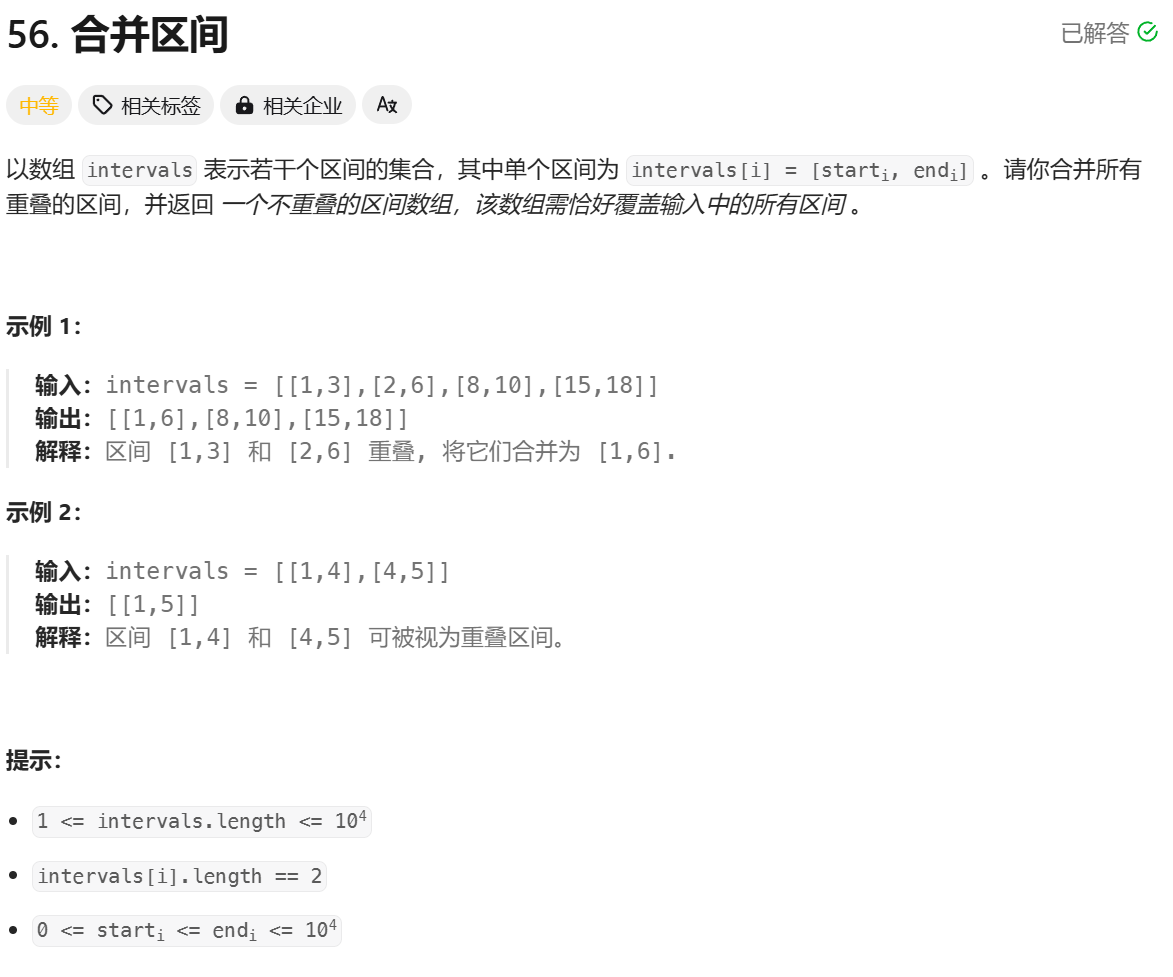 56. 合并区间
已解答
中等 相关标签 相关企业 A文
以数组 intervals 表示若干个区间的集合，其中单个区间为 intervals[i] = [starti, endi] 。请你合并所有
重叠的区间，并返回 一个不重叠的区间数组，该数组需恰好覆盖输入中的所有区间 。
示例 1：
输入：intervals = [[1,3],[2,6],[8,10],[15,18]]
输出：[[1,6],[8,10],[15,18]]
解释：区间 [1,3] 和 [2,6] 重叠, 将它们合并为 [1,6].
示例 2：
输入：intervals = [[1,4],[4,5]]
输出：[[1,5]]
解释：区间 [1,4] 和 [4,5] 可被视为重叠区间。
提示：
1 <= intervals.length <= 10⁴
intervals[i].length == 2
0 <= starti <= endi <= 10⁴